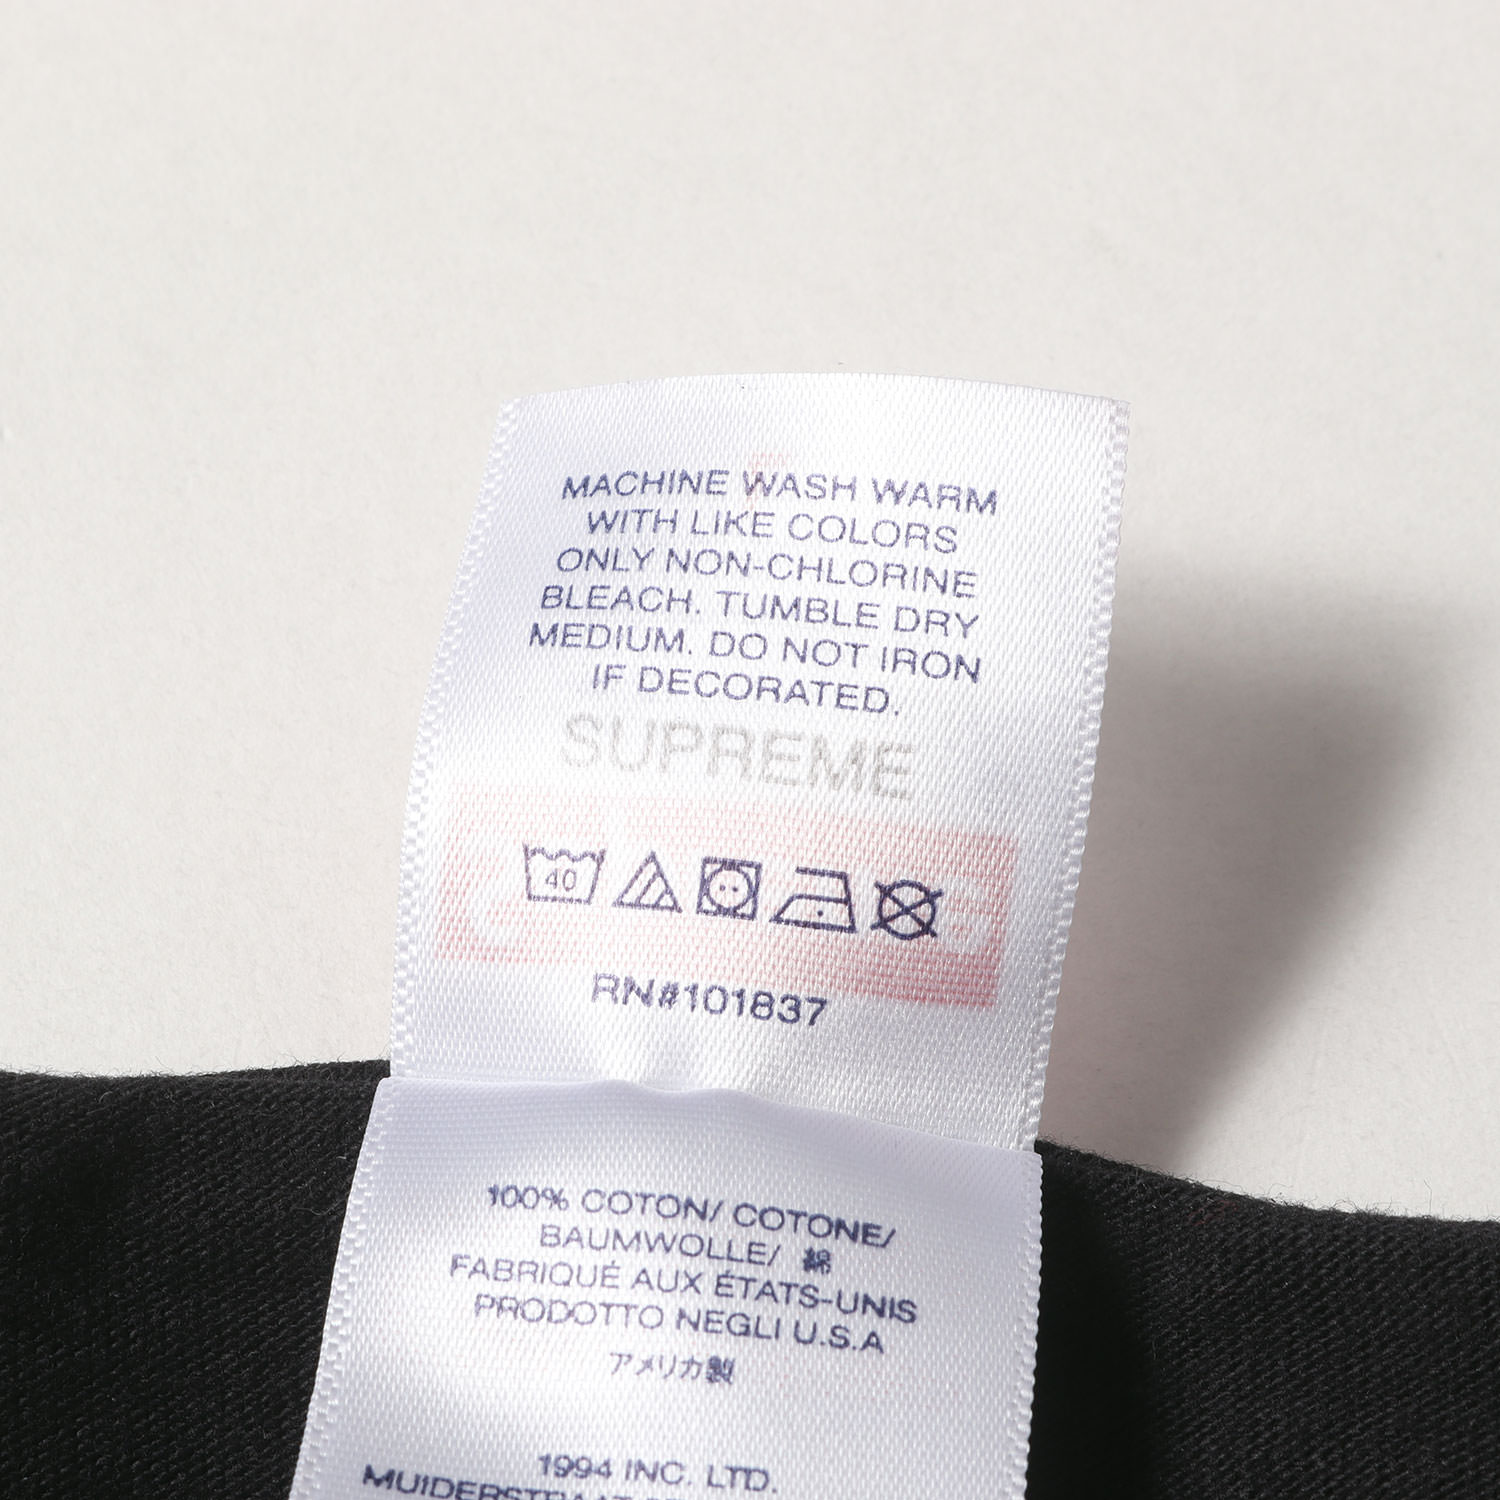 MACHINE WASH WARM
WITH LIKE COLORS
ONLY NON-CHLORINE
BLEACH. TUMBLE DRY
MEDIUM. DO NOT IRON
IF DECORATED.
SUPREME
40
RN#101837
100% COTON/ COTONE/
BAUMWOLLE/ 綿
FABRIQUÉ AUX ÉTATS-UNIS
PRODOTTO NEGLI U.S.A
アメリカ製
1994 INC. LTD.